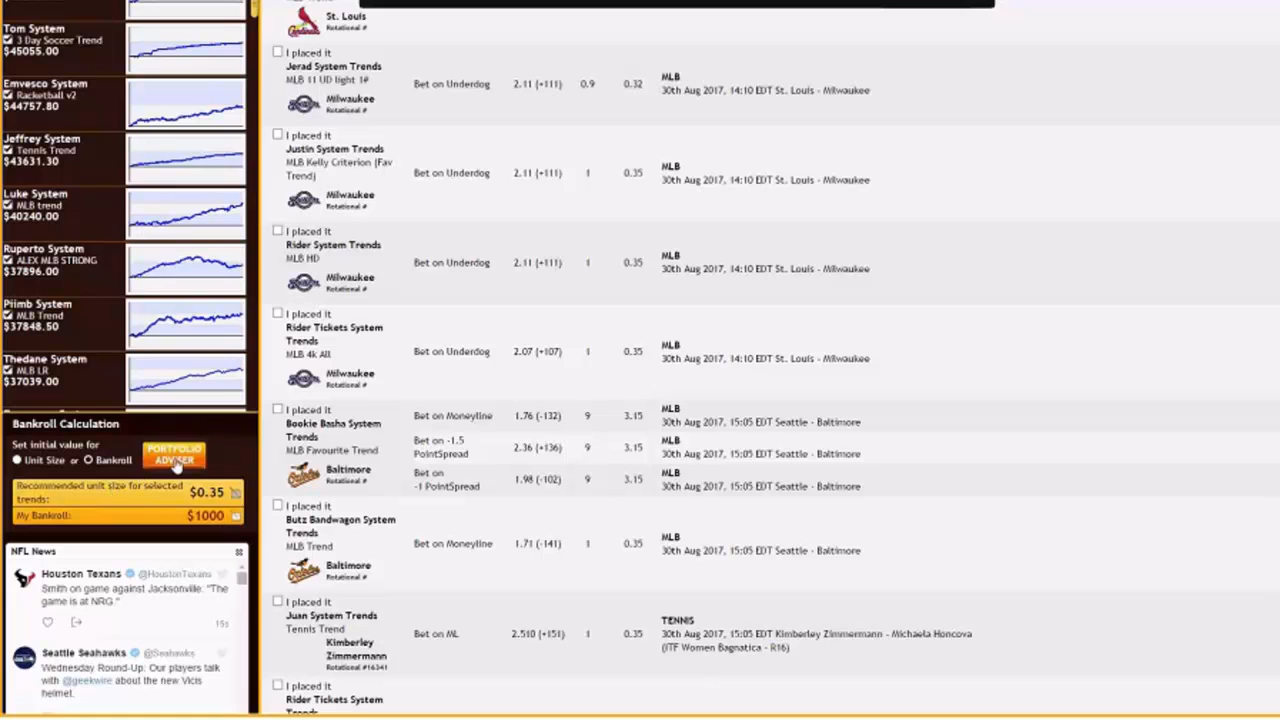 Tom System
3 Day Soccer Trend
$45055.00
Emvesco System
Racketball v2
$44757.80
Jeffrey System
Tennis Trend
$43631.30
Luke System
MLB trend
$40240.00
Ruperto System
ALEX MLB STRONG
$37896.00
Piimb System
MLB Trend
$37848.50
Thedane System
MLB LR
$37039.00
Bankroll Calculation
Set initial value for
Unit Size or Bankroll
PORTFOLIO
ADVISER
Recommended unit size for selected
trends:
$0.35
My Bankroll:
$1000
NFL News
Houston Texans @HoustonTexans
Smith on game against Jacksonville: "The
game is at NRG."
15s
Seattle Seahawks @Seahawks
Wednesday Round-Up: Our players talk
with @geekwire about the new Vicis
helmet.
St. Louis
Rotational #
I placed it
Jerad System Trends
MLB 11 UD light 1#
Milwaukee
Rotational #
Bet on Underdog 2.11 (+111) 0.9 0.32
MLB
30th Aug 2017, 14:10 EDT St. Louis - Milwaukee
I placed it
Justin System Trends
MLB Kelly Criterion (Fav
Trend)
Milwaukee
Rotational #
Bet on Underdog 2.11 (+111) 1 0.35
MLB
30th Aug 2017, 14:10 EDT St. Louis - Milwaukee
I placed it
Rider System Trends
MLB HD
Milwaukee
Rotational #
Bet on Underdog 2.11 (+111) 1 0.35
MLB
30th Aug 2017, 14:10 EDT St. Louis - Milwaukee
I placed it
Rider Tickets System
Trends
MLB 4k All
Milwaukee
Rotational #
Bet on Underdog 2.07 (+107) 1 0.35
MLB
30th Aug 2017, 14:10 EDT St. Louis - Milwaukee
I placed it
Bookie Basha System
Trends
MLB Favourite Trend
Baltimore
Rotational #
Bet on Moneyline 1.76 (-132) 9 3.15
MLB
30th Aug 2017, 15:05 EDT Seattle - Baltimore
Bet on -1.5
PointSpread
2.36 (+136) 9 3.15
MLB
30th Aug 2017, 15:05 EDT Seattle - Baltimore
Bet on
-1 PointSpread
1.98 (-102) 9 3.15
MLB
30th Aug 2017, 15:05 EDT Seattle - Baltimore
I placed it
Butz Bandwagon System
Trends
MLB Trend
Baltimore
Rotational #
Bet on Moneyline 1.71 (-141) 1 0.35
MLB
30th Aug 2017, 15:05 EDT Seattle - Baltimore
I placed it
Juan System Trends
Tennis Trend
Kimberley
Zimmermann
Rotational #16341
Bet on ML 2.510 (+151) 1 0.35
TENNIS
30th Aug 2017, 15:05 EDT Kimberley Zimmermann - Michaela Honcova
(ITF Women Bagnatica - R16)
I placed it
Rider Tickets System
Trends